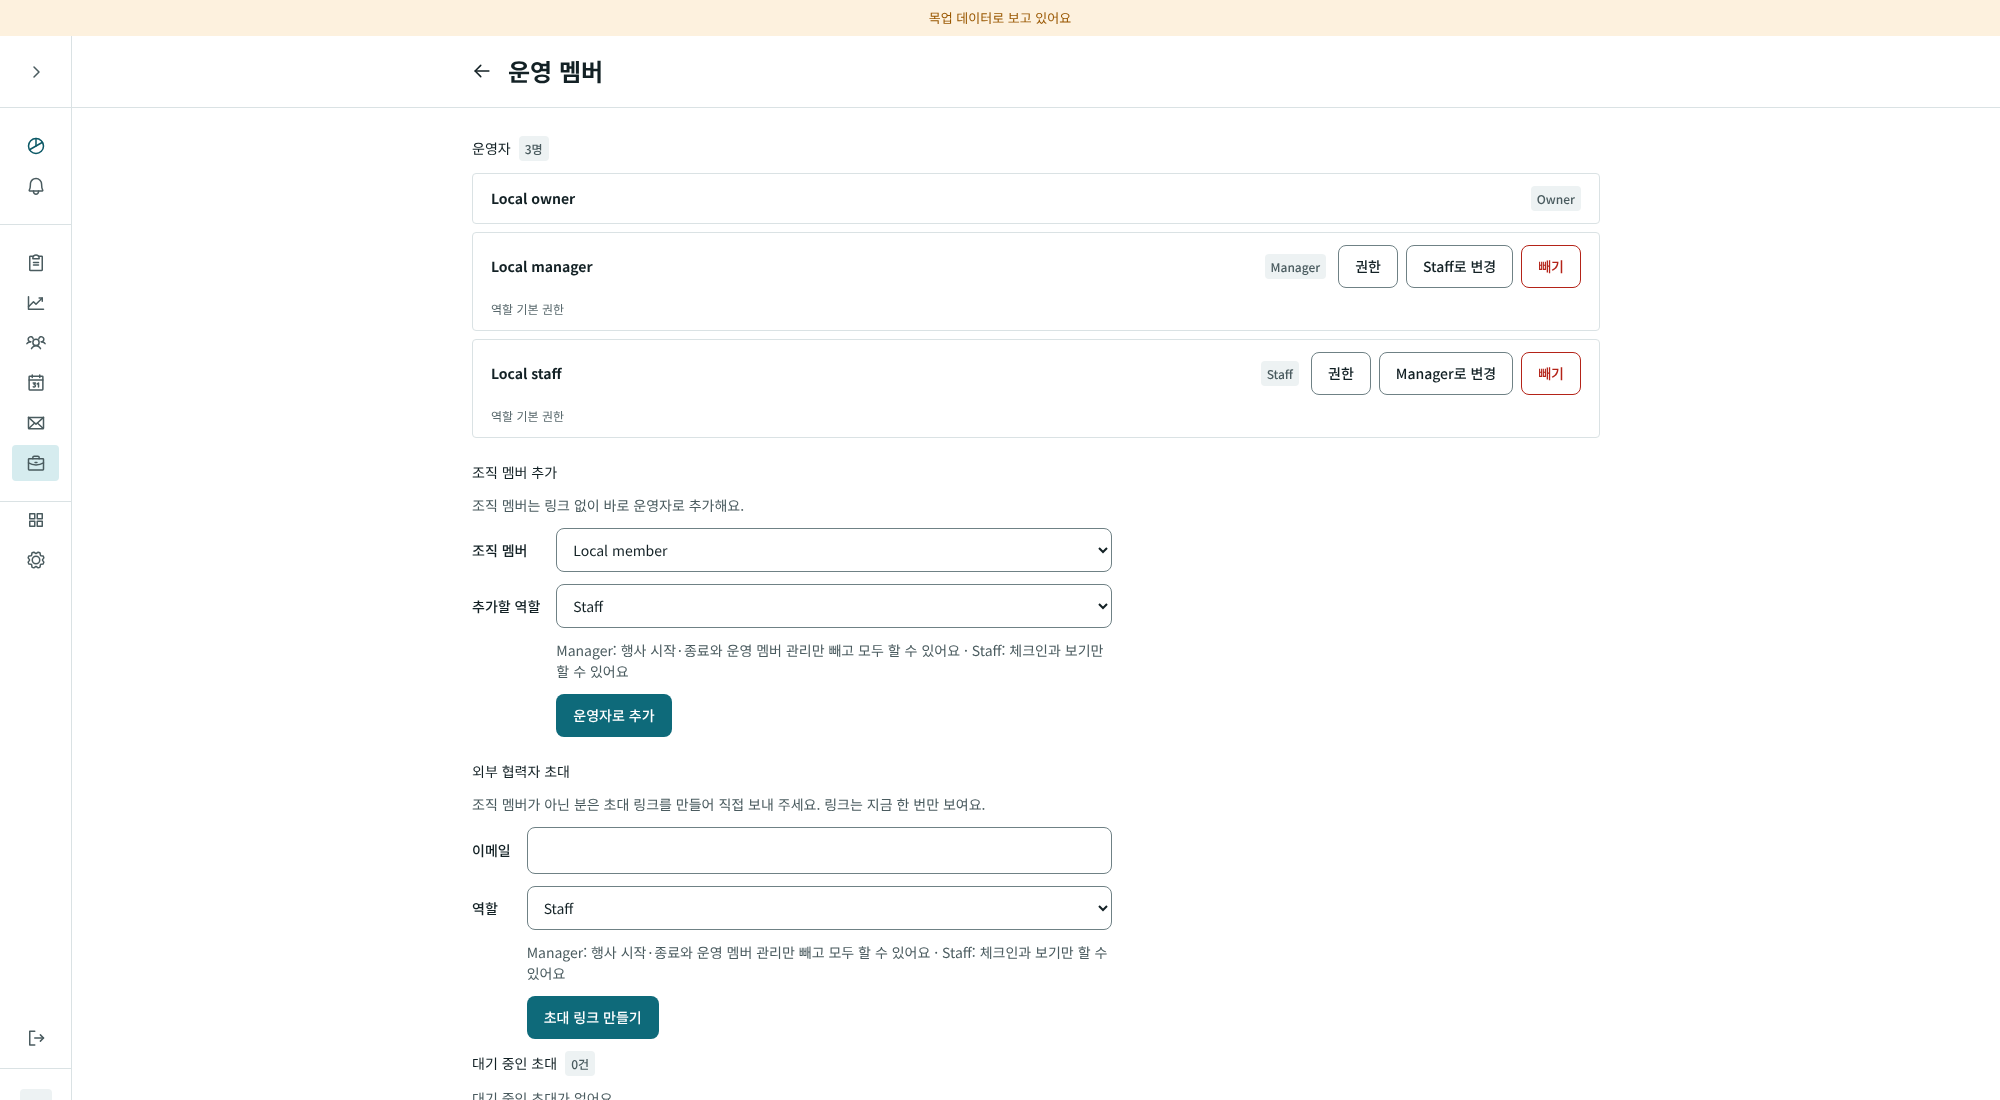 목업 데이터로 보고 있어요
운영 멤버
운영자 3명
Local owner Owner
Local manager Manager 권한 Staff로 변경 빼기
역할 기본 권한
Local staff Staff 권한 Manager로 변경 빼기
역할 기본 권한
조직 멤버 추가
조직 멤버는 링크 없이 바로 운영자로 추가해요.
조직 멤버 Local member
추가할 역할 Staff
Manager: 행사 시작·종료와 운영 멤버 관리만 빼고 모두 할 수 있어요 · Staff: 체크인과 보기만
할 수 있어요
운영자로 추가
외부 협력자 초대
조직 멤버가 아닌 분은 초대 링크를 만들어 직접 보내 주세요. 링크는 지금 한 번만 보여요.
이메일
역할 Staff
Manager: 행사 시작·종료와 운영 멤버 관리만 빼고 모두 할 수 있어요 · Staff: 체크인과 보기만 할 수
있어요
초대 링크 만들기
대기 중인 초대 0건
대기 중인 초대가 없어요
31